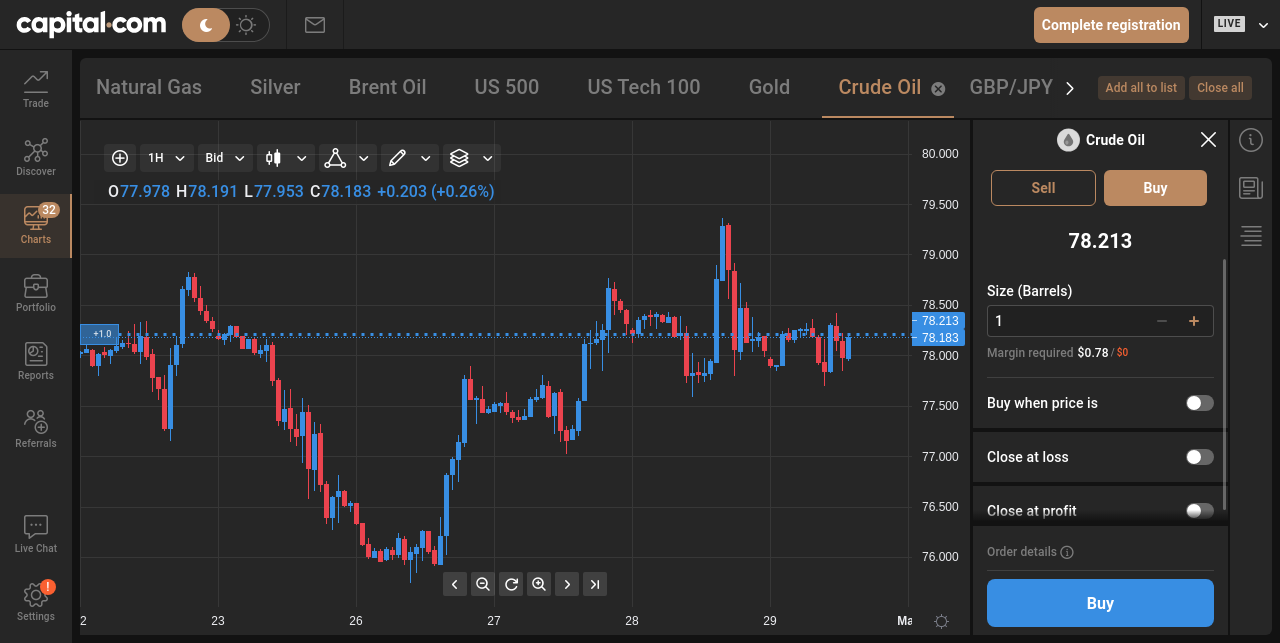 capital.com
Complete registration
LIVE
Trade
Discover
32
Charts
Portfolio
Reports
Referrals
Live Chat
!
Settings
Natural Gas
Silver
Brent Oil
US 500
US Tech 100
Gold
Crude Oil
GBP/JPY
Add all to list
Close all
1H
Bid
O77.978 H78.191 L77.953 C78.183 +0.203 (+0.26%)
+1.0
80.000
79.500
79.000
78.500
78.213
78.183
78.000
77.500
77.000
76.500
76.000
2
23
26
27
28
29
Ma
Crude Oil
Sell
Buy
78.213
Size (Barrels)
1
Margin required $0.78 / $0
Buy when price is
Close at loss
Close at profit
Order details
Buy